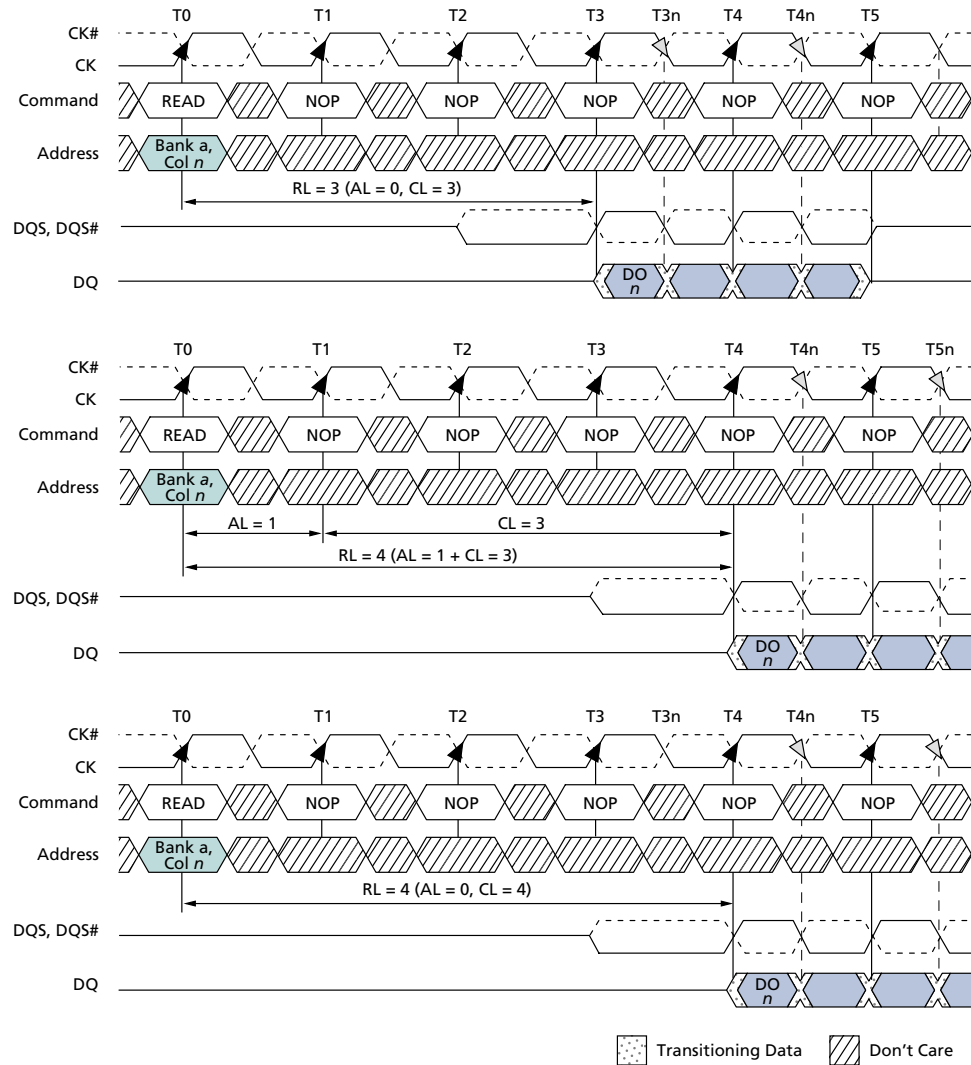 T0 T1 T2 T3 T3n T4 T4n T5
CK#
CK
Command READ NOP NOP NOP NOP NOP
Address Bank a,
Col n
RL = 3 (AL = 0, CL = 3)
DQS, DQS#
DQ DO
n
T0 T1 T2 T3 T4 T4n T5 T5n
CK#
CK
Command READ NOP NOP NOP NOP NOP
Address Bank a,
Col n
AL = 1 CL = 3
RL = 4 (AL = 1 + CL = 3)
DQS, DQS#
DQ DO
n
T0 T1 T2 T3 T3n T4 T4n T5
CK#
CK
Command READ NOP NOP NOP NOP NOP
Address Bank a,
Col n
RL = 4 (AL = 0, CL = 4)
DQS, DQS#
DQ DO
n
Transitioning Data Don't Care